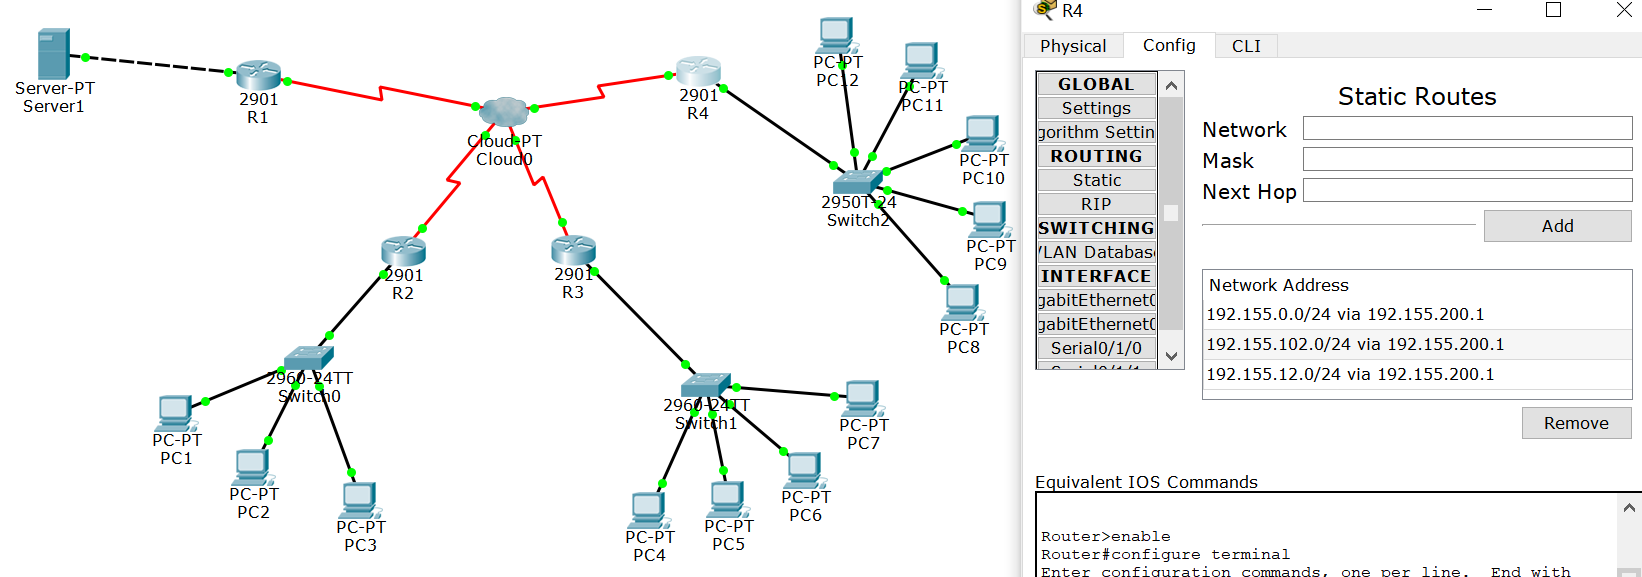 Server-PT
Server1
2901
R1
Cloud-PT
Cloud0
2901
R4
PC-PT
PC12
PC-PT
PC11
PC-PT
PC10
2950T-24
Switch2
PC-PT
PC9
PC-PT
PC8
2901
R2
2901
R3
2960-24TT
Switch0
2960-24TT
Switch1
PC-PT
PC1
PC-PT
PC2
PC-PT
PC3
PC-PT
PC4
PC-PT
PC5
PC-PT
PC6
PC-PT
PC7
R4
Physical
Config
CLI
GLOBAL
Settings
gorithm Settin
ROUTING
Static
RIP
SWITCHING
VLAN Databas
INTERFACE
gabitEthernet0
gabitEthernet0
Serial0/1/0
Serial0/1/1
Static Routes
Network
Mask
Next Hop
Add
Network Address
192.155.0.0/24 via 192.155.200.1
192.155.102.0/24 via 192.155.200.1
192.155.12.0/24 via 192.155.200.1
Remove
Equivalent IOS Commands
Router>enable
Router#configure terminal
Enter configuration commands, one per line. End with